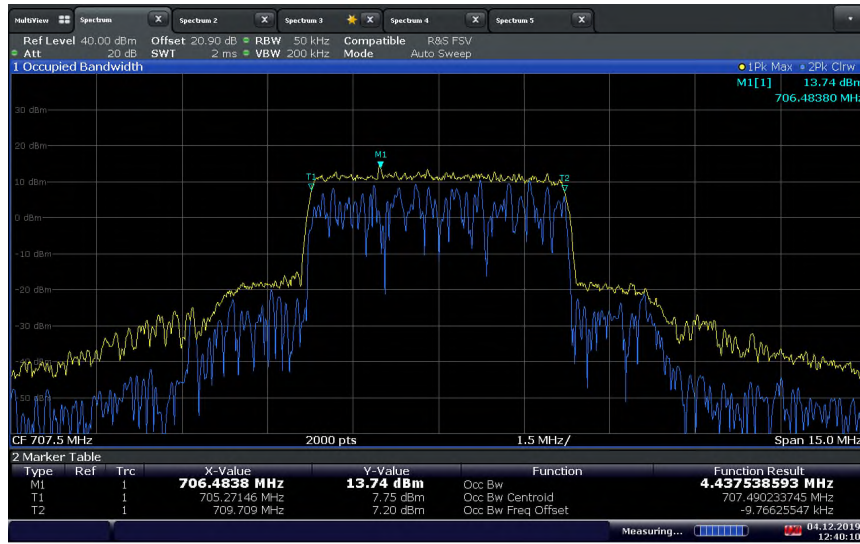 MultiView Spectrum X Spectrum 2 X Spectrum 3 X Spectrum 4 X Spectrum 5 X
Ref Level 40.00 dBm Offset 20.90 dB RBW 50 kHz Compatible R&S FSV
Att 20 dB SWT 2 ms VBW 200 kHz Mode Auto Sweep
1 Occupied Bandwidth 1Pk Max 2Pk Clrw
M1[1] 13.74 dBm
706.48380 MHz
30 dBm
20 dBm
M1
T1 T2
10 dBm
0 dBm
-10 dBm
-20 dBm
-30 dBm
-40 dBm
-50 dBm
CF 707.5 MHz 2000 pts 1.5 MHz/ Span 15.0 MHz
2 Marker Table
Type Ref Trc X-Value Y-Value Function Function Result
M1 1 706.4838 MHz 13.74 dBm Occ Bw 4.437538593 MHz
T1 1 705.27146 MHz 7.75 dBm Occ Bw Centroid 707.490233745 MHz
T2 1 709.709 MHz 7.20 dBm Occ Bw Freq Offset -9.76625547 kHz
Measuring... 04.12.2019
12:40:10